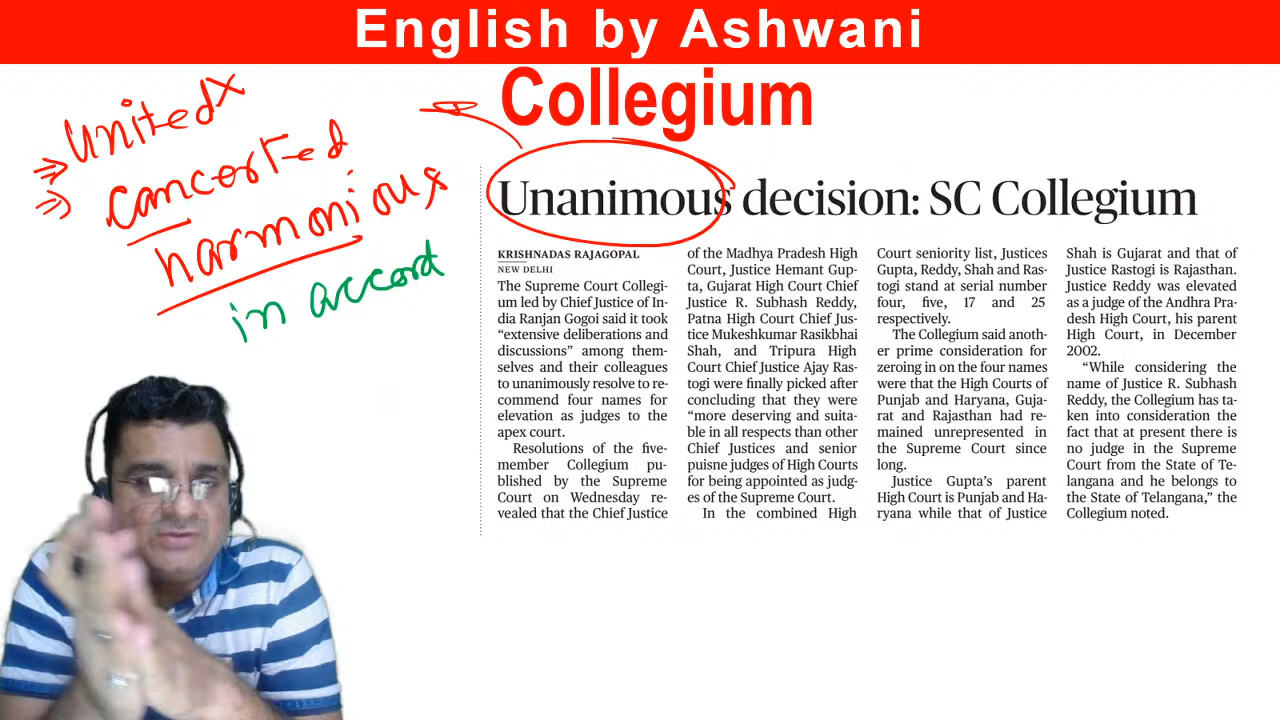 English by Ashwani
Collegium
United
concerted
harmonious
in accord
Unanimous decision: SC Collegium
KRISHNADAS RAJAGOPAL
NEW DELHI
The Supreme Court Collegi-
um led by Chief Justice of In-
dia Ranjan Gogoi said it took
“extensive deliberations and
discussions” among them-
selves and their colleagues
to unanimously resolve to re-
commend four names for
elevation as judges to the
apex court.
Resolutions of the five-
member Collegium pu-
blished by the Supreme
Court on Wednesday re-
vealed that the Chief Justice
of the Madhya Pradesh High
Court, Justice Hemant Gup-
ta, Gujarat High Court Chief
Justice R. Subhash Reddy,
Patna High Court Chief Jus-
tice Mukeshkumar Rasikbhai
Shah, and Tripura High
Court Chief Justice Ajay Ras-
togi were finally picked after
concluding that they were
“more deserving and suita-
ble in all respects than other
Chief Justices and senior
puisne judges of High Courts
for being appointed as judg-
es of the Supreme Court.
In the combined High
Court seniority list, Justices
Gupta, Reddy, Shah and Ras-
togi stand at serial number
four, five, 17 and 25
respectively.
The Collegium said anoth-
er prime consideration for
zeroing in on the four names
were that the High Courts of
Punjab and Haryana, Guja-
rat and Rajasthan had re-
mained unrepresented in
the Supreme Court since
long.
Justice Gupta’s parent
High Court is Punjab and Ha-
ryana while that of Justice
Shah is Gujarat and that of
Justice Rastogi is Rajasthan.
Justice Reddy was elevated
as a judge of the Andhra Pra-
desh High Court, his parent
High Court, in December
2002.
“While considering the
name of Justice R. Subhash
Reddy, the Collegium has ta-
ken into consideration the
fact that at present there is
no judge in the Supreme
Court from the State of Te-
langana and he belongs to
the State of Telangana,” the
Collegium noted.